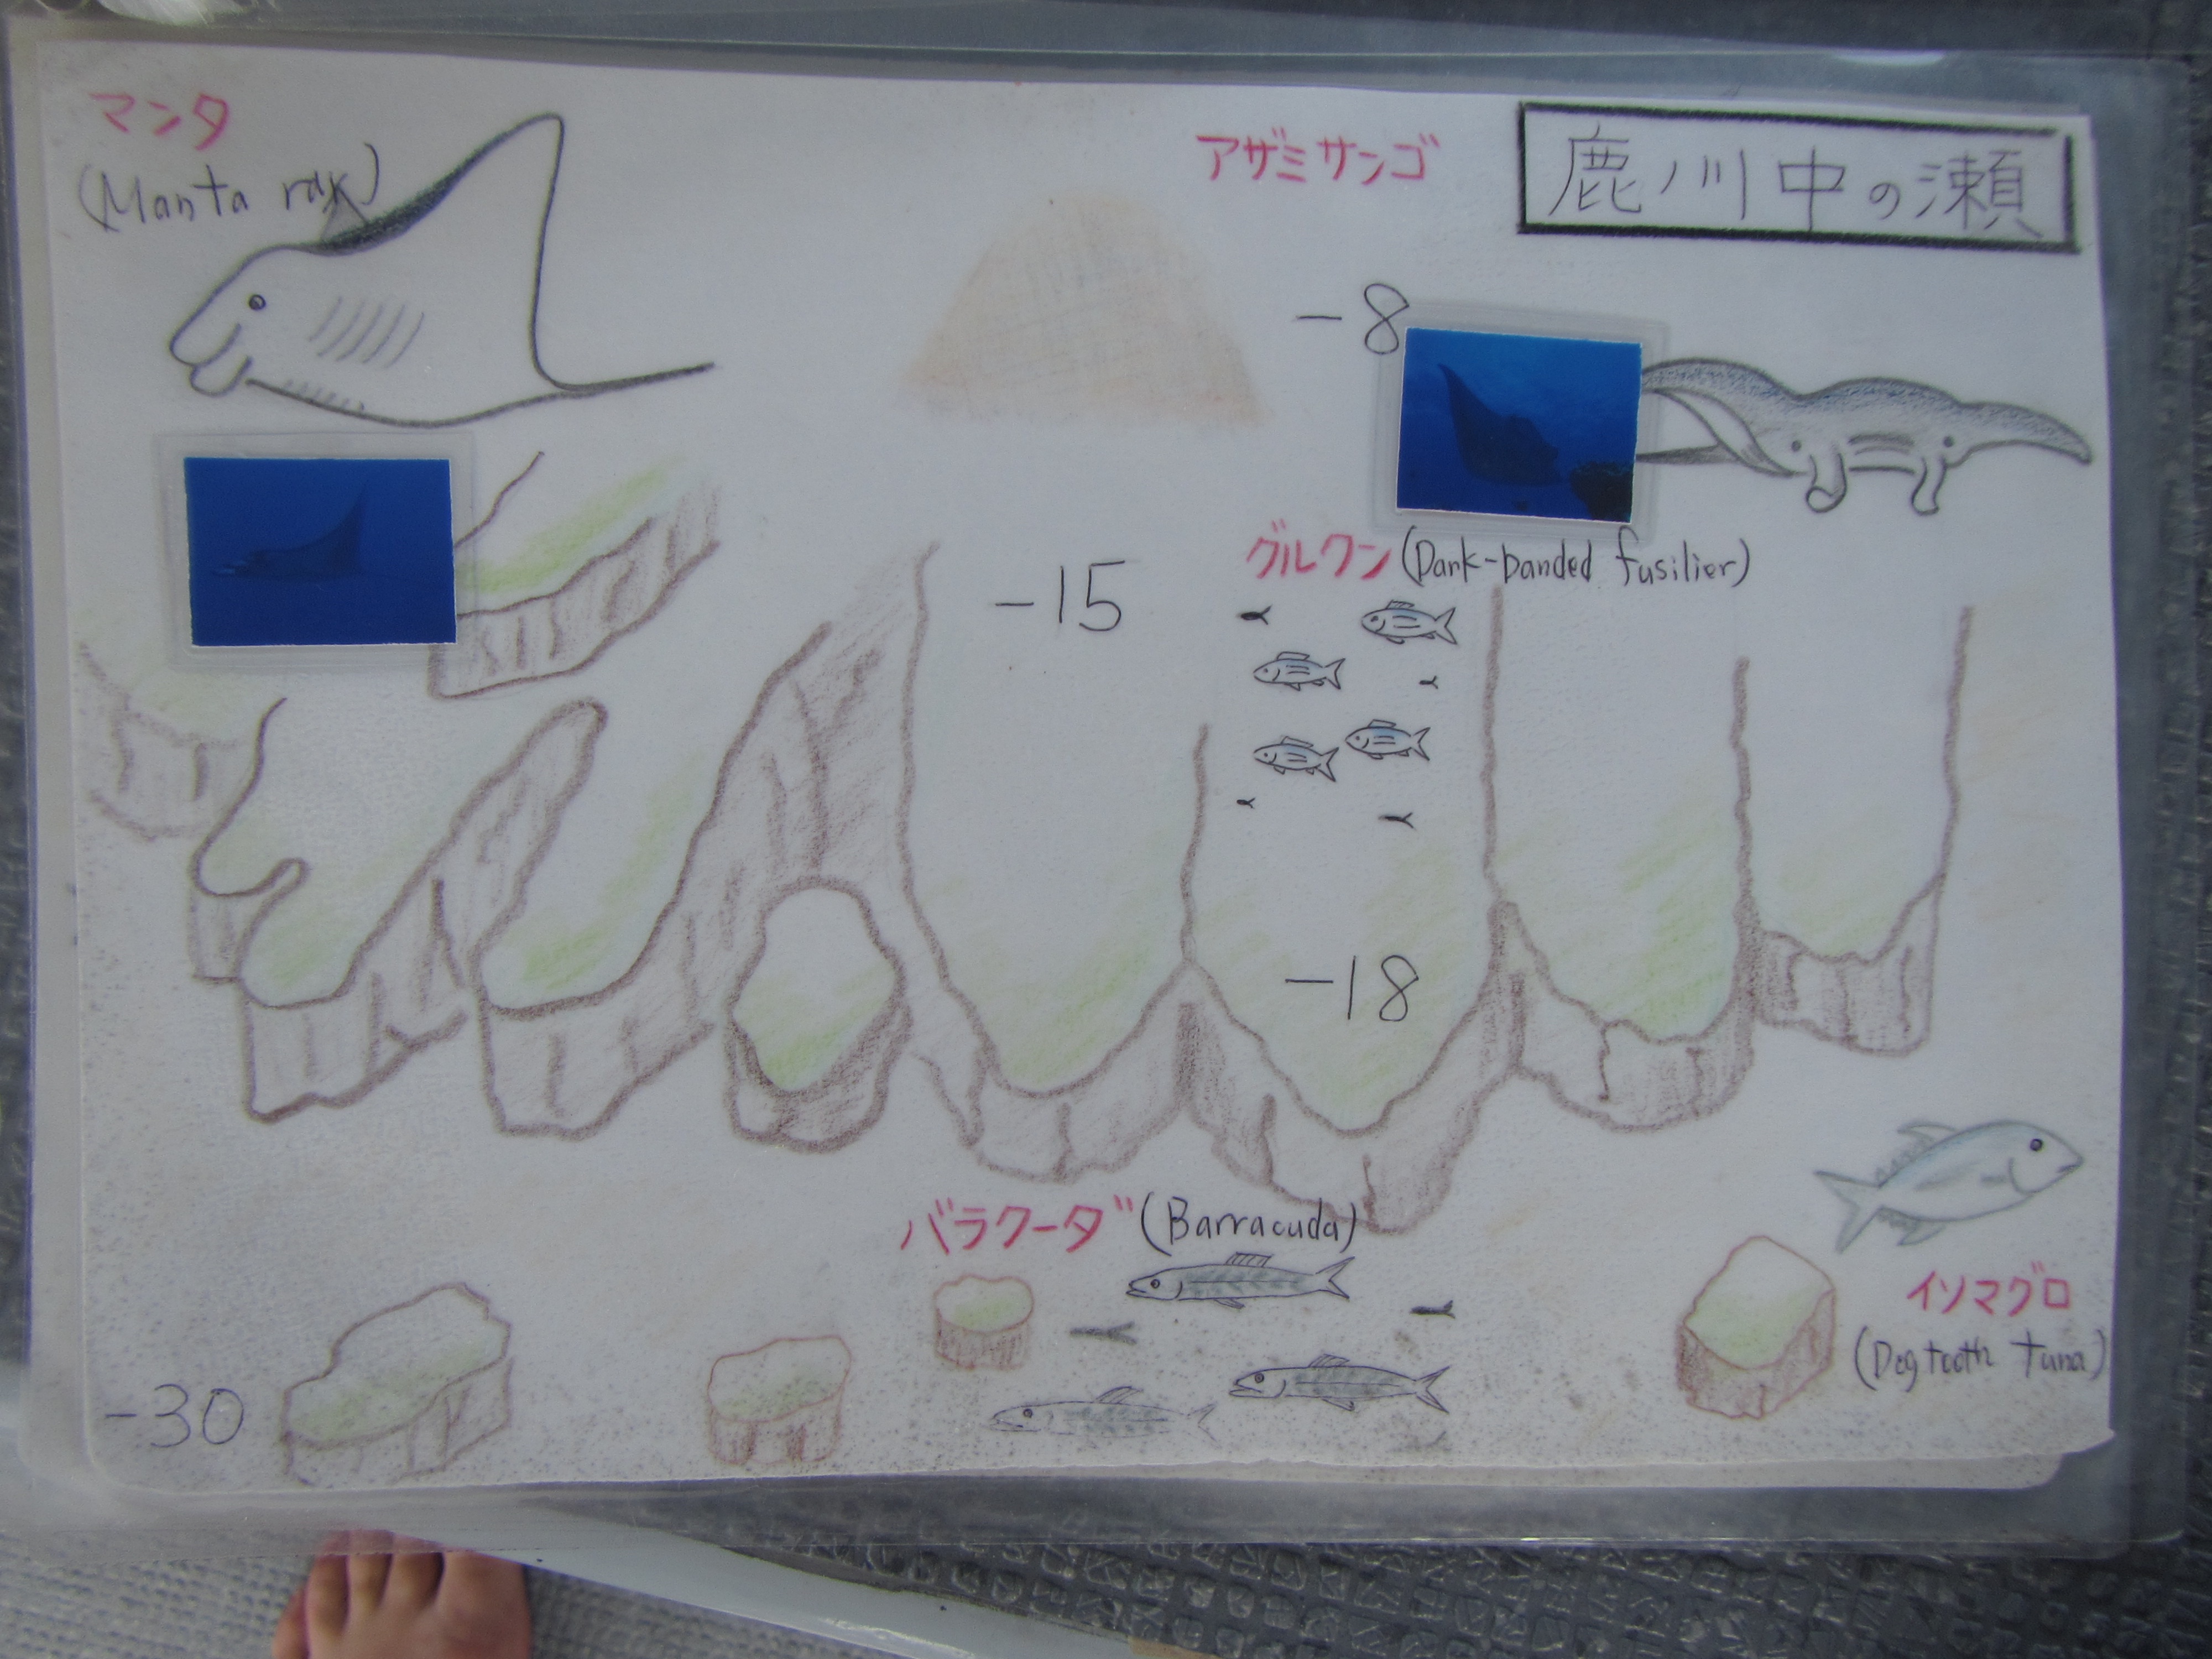 マンタ
(Manta ray)
アザミサンゴ
鹿ノ川中の瀬
-8
グルクン (Dark-banded fusilier)
-15
-18
バラクーダ (Barracuda)
イソマグロ
(Dogtooth tuna)
-30